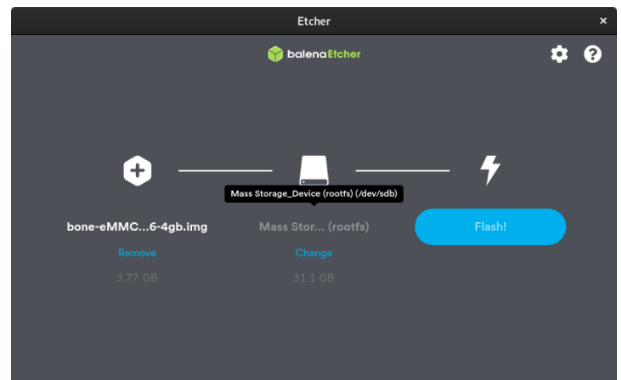 Etcher
×
balenaEtcher
?
Mass Storage_Device (rootfs) (/dev/sdb)
bone-eMMC...6-4gb.img
Mass Stor... (rootfs)
Flash!
Remove
Change
3.77 GB
31.1 GB